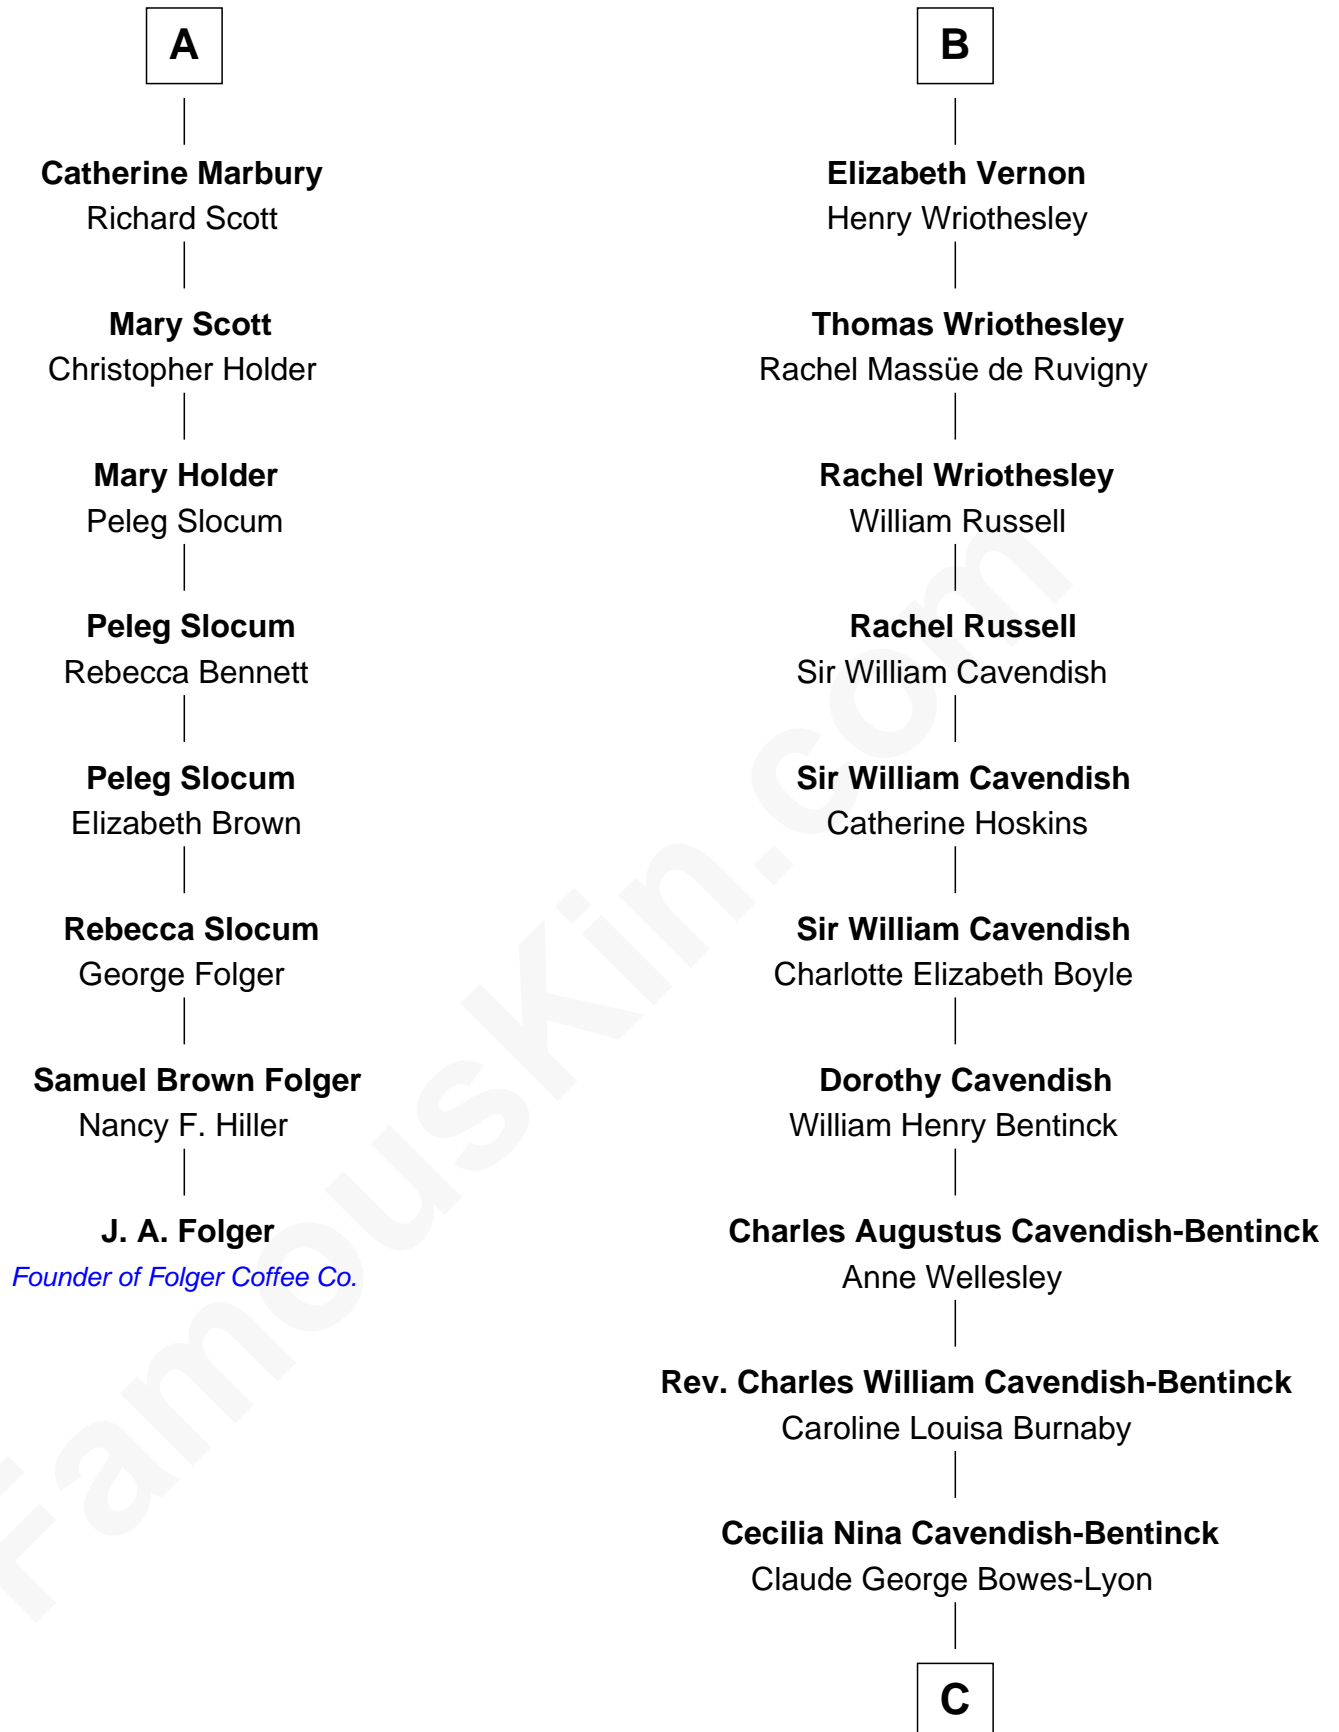 A
Catherine Marbury
Richard Scott
Mary Scott
Christopher Holder
Mary Holder
Peleg Slocum
Peleg Slocum
Rebecca Bennett
Peleg Slocum
Elizabeth Brown
Rebecca Slocum
George Folger
Samuel Brown Folger
Nancy F. Hiller
J. A. Folger
Founder of Folger Coffee Co.
B
Elizabeth Vernon
Henry Wriothesley
Thomas Wriothesley
Rachel Massüe de Ruvigny
Rachel Wriothesley
William Russell
Rachel Russell
Sir William Cavendish
Sir William Cavendish
Catherine Hoskins
Sir William Cavendish
Charlotte Elizabeth Boyle
Dorothy Cavendish
William Henry Bentinck
Charles Augustus Cavendish-Bentinck
Anne Wellesley
Rev. Charles William Cavendish-Bentinck
Caroline Louisa Burnaby
Cecilia Nina Cavendish-Bentinck
Claude George Bowes-Lyon
C
FamousKin.com